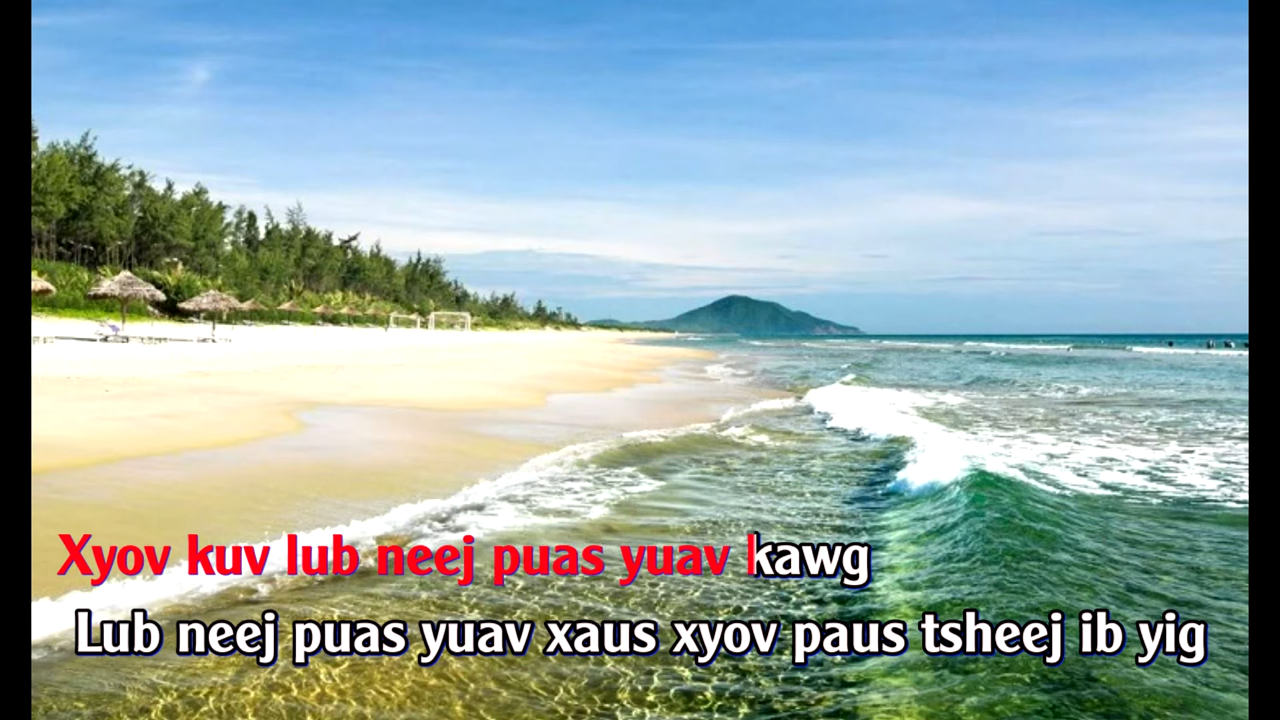 Xyov kuv lub neej puas yuav kawg
Lub neej puas yuav xaus xyov paus tsheej ib yig